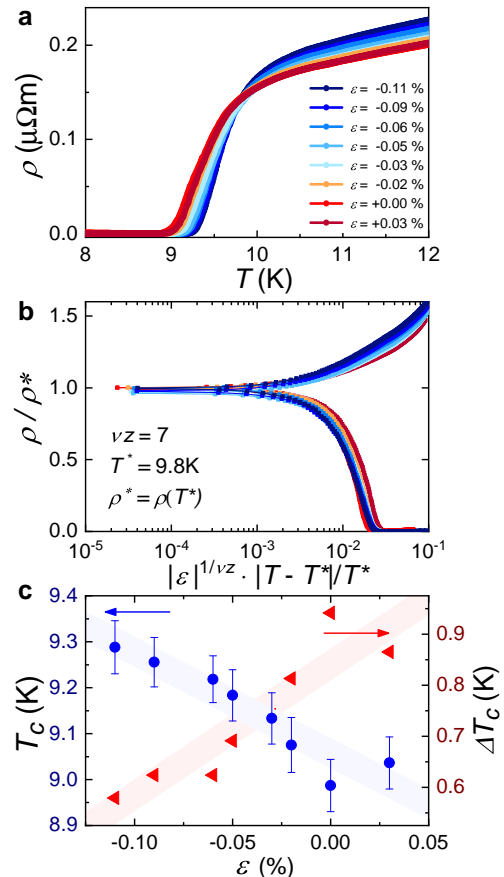 a
0.2
0.1
0.0
ρ (μΩm)
ε = -0.11 %
ε = -0.09 %
ε = -0.06 %
ε = -0.05 %
ε = -0.03 %
ε = -0.02 %
ε = +0.00 %
ε = +0.03 %
8 9 10 11 12
T (K)
b
1.5
1.0
0.5
0.0
ρ / ρ*
νz = 7
T* = 9.8K
ρ* = ρ(T*)
10⁻⁵ 10⁻⁴ 10⁻³ 10⁻² 10⁻¹
|ε|^1/νz · |T - T*|/T*
c
9.4
9.3
9.2
9.1
9.0
8.9
T_c (K)
0.9
0.8
0.7
0.6
ΔT_c (K)
-0.10 -0.05 0.00 0.05
ε (%)